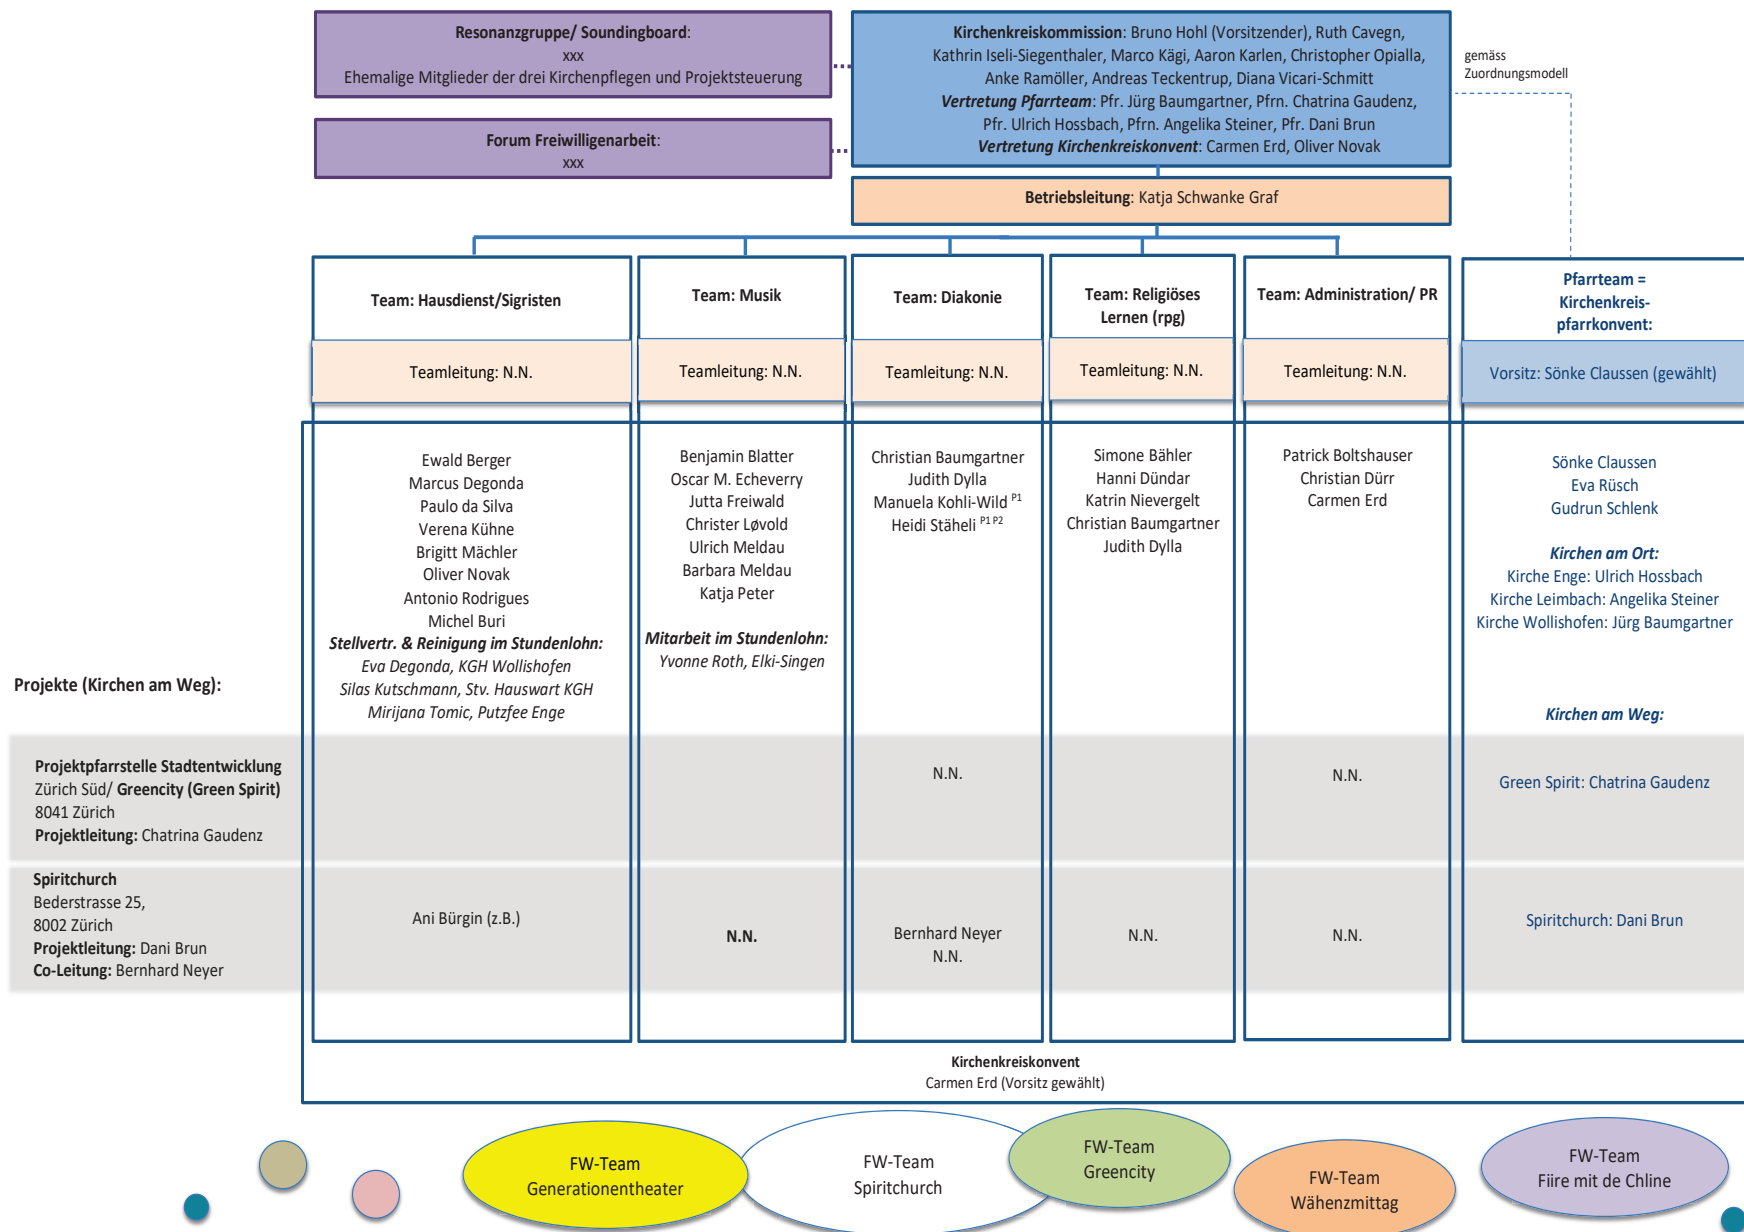 Resonanzgruppe/ Soundingboard:
xxx
Ehemalige Mitglieder der drei Kirchenpflegen und Projektsteuerung
Forum Freiwilligenarbeit:
xxx
Kirchenkreiskommission: Bruno Hohl (Vorsitzender), Ruth Cavegn,
Kathrin Iseli-Siegenthaler, Marco Kägi, Aaron Karlen, Christopher Opialla,
Anke Ramöller, Andreas Teckentrup, Diana Vicari-Schmitt
Vertretung Pfarrteam: Pfr. Jürg Baumgartner, Pfrn. Chatrina Gaudenz,
Pfr. Ulrich Hossbach, Pfrn. Angelika Steiner, Pfr. Dani Brun
Vertretung Kirchenkreiskonvent: Carmen Erd, Oliver Novak
gemäss
Zuordnungsmodell
Betriebsleitung: Katja Schwanke Graf
Team: Hausdienst/Sigristen
Teamleitung: N.N.
Ewald Berger
Marcus Degonda
Paulo da Silva
Verena Kühne
Brigitt Mächler
Oliver Novak
Antonio Rodrigues
Michel Buri
Stellvertr. & Reinigung im Stundenlohn:
Eva Degonda, KGH Wollishofen
Silas Kutschmann, Stv. Hauswart KGH
Mirijana Tomic, Putzfee Enge
Team: Musik
Teamleitung: N.N.
Benjamin Blatter
Oscar M. Echeverry
Jutta Freiwald
Christer Løvold
Ulrich Meldau
Barbara Meldau
Katja Peter
Mitarbeit im Stundenlohn:
Yvonne Roth, Elki-Singen
Team: Diakonie
Teamleitung: N.N.
Christian Baumgartner
Judith Dylla
Manuela Kohli-Wild P1
Heidi Stäheli P1 P2
Team: Religiöses
Lernen (rpg)
Teamleitung: N.N.
Simone Bähler
Hanni Dündar
Katrin Nievergelt
Christian Baumgartner
Judith Dylla
Team: Administration/ PR
Teamleitung: N.N.
Patrick Boltshauser
Christian Dürr
Carmen Erd
Pfarrteam =
Kirchenkreis-
pfarrkonvent:
Vorsitz: Sönke Claussen (gewählt)
Sönke Claussen
Eva Rüsch
Gudrun Schlenk
Kirchen am Ort:
Kirche Enge: Ulrich Hossbach
Kirche Leimbach: Angelika Steiner
Kirche Wollishofen: Jürg Baumgartner
Kirchen am Weg:
Projekte (Kirchen am Weg):
Projektpfarrstelle Stadtentwicklung
Zürich Süd/ Greencity (Green Spirit)
8041 Zürich
Projektleitung: Chatrina Gaudenz
N.N.
N.N.
Green Spirit: Chatrina Gaudenz
Spiritchurch
Bederstrasse 25,
8002 Zürich
Projektleitung: Dani Brun
Co-Leitung: Bernhard Neyer
Ani Bürgin (z.B.)
N.N.
Bernhard Neyer
N.N.
N.N.
N.N.
Spiritchurch: Dani Brun
Kirchenkreiskonvent
Carmen Erd (Vorsitz gewählt)
FW-Team
Generationentheater
FW-Team
Spiritchurch
FW-Team
Greencity
FW-Team
Wähenzmittag
FW-Team
Fiire mit de Chline